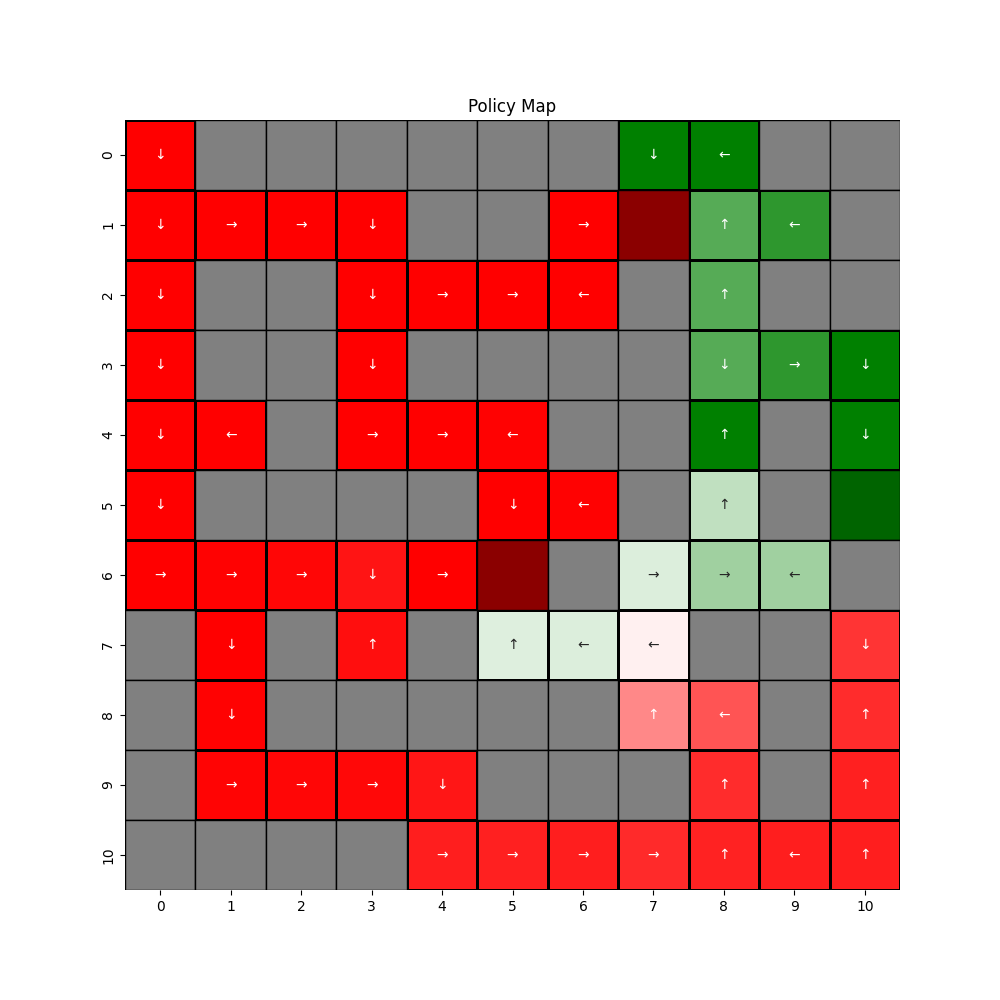 Policy Map
0 ↓ ↓ ←
1 ↓ → → ↓ → ↑ ←
2 ↓ ↓ → → ← ↑
3 ↓ ↓ ↓ → ↓
4 ↓ ← → → ← ↑ ↓
5 ↓ ↓ ← ↑
6 → → → ↓ → → → ←
7 ↓ ↑ ↑ ← ← ↓
8 ↓ ↑ ← ↑
9 → → → ↓ ↑ ↑
10 → → → → ↑ ← ↑
0 1 2 3 4 5 6 7 8 9 10